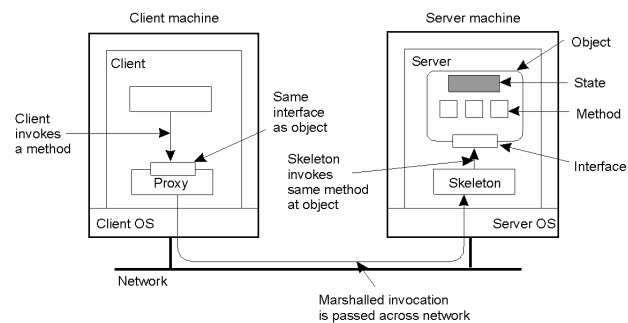 Client machine
Server machine
Object
Client
Server
State
Method
Client
invokes
a method
Same
interface
as object
Skeleton
invokes
same method
at object
Interface
Proxy
Skeleton
Client OS
Server OS
Network
Marshalled invocation
is passed across network